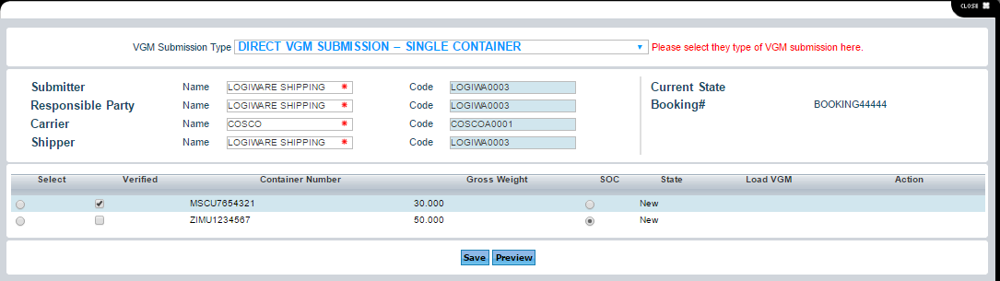 CLOSE
VGM Submission Type DIRECT VGM SUBMISSION – SINGLE CONTAINER Please select they type of VGM submission here.
Submitter Name LOGIWARE SHIPPING * Code LOGIWA0003 Current State
Responsible Party Name LOGIWARE SHIPPING * Code LOGIWA0003 Booking# BOOKING44444
Carrier Name COSCO * Code COSCOA0001
Shipper Name LOGIWARE SHIPPING * Code LOGIWA0003
Select Verified Container Number Gross Weight SOC State Load VGM Action
MSCU7654321 30.000 New
ZIMU1234567 50.000 New
Save Preview